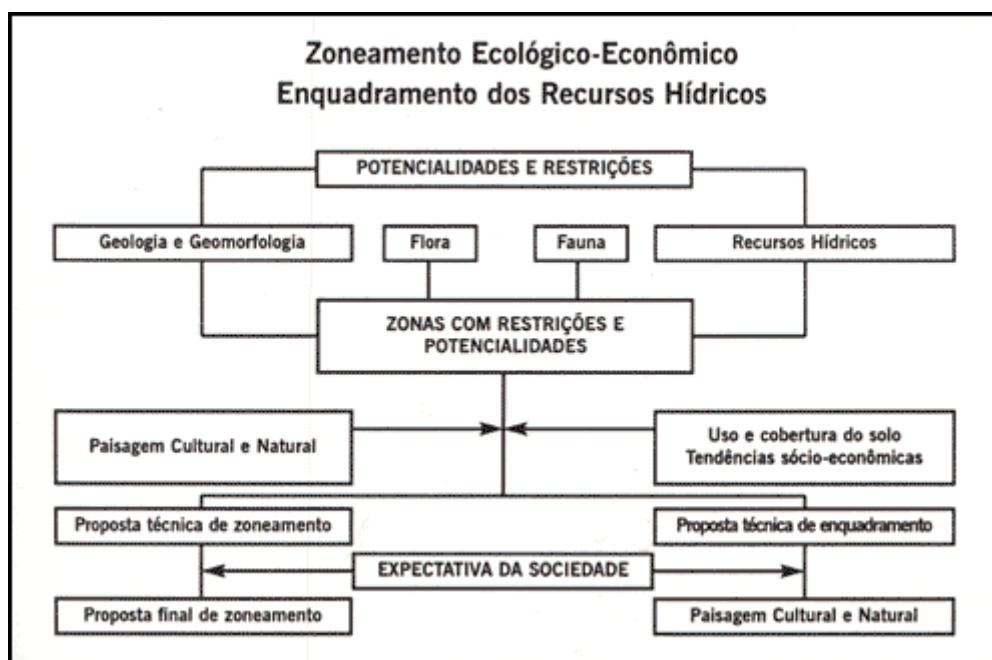 Zoneamento Ecológico-Econômico
Enquadramento dos Recursos Hídricos
POTENCIALIDADES E RESTRIÇÕES
Geologia e Geomorfologia
Flora
Fauna
Recursos Hídricos
ZONAS COM RESTRIÇÕES E
POTENCIALIDADES
Paisagem Cultural e Natural
Uso e cobertura do solo
Tendências sócio-econômicas
Proposta técnica de zoneamento
Proposta técnica de enquadramento
EXPECTATIVA DA SOCIEDADE
Proposta final de zoneamento
Paisagem Cultural e Natural